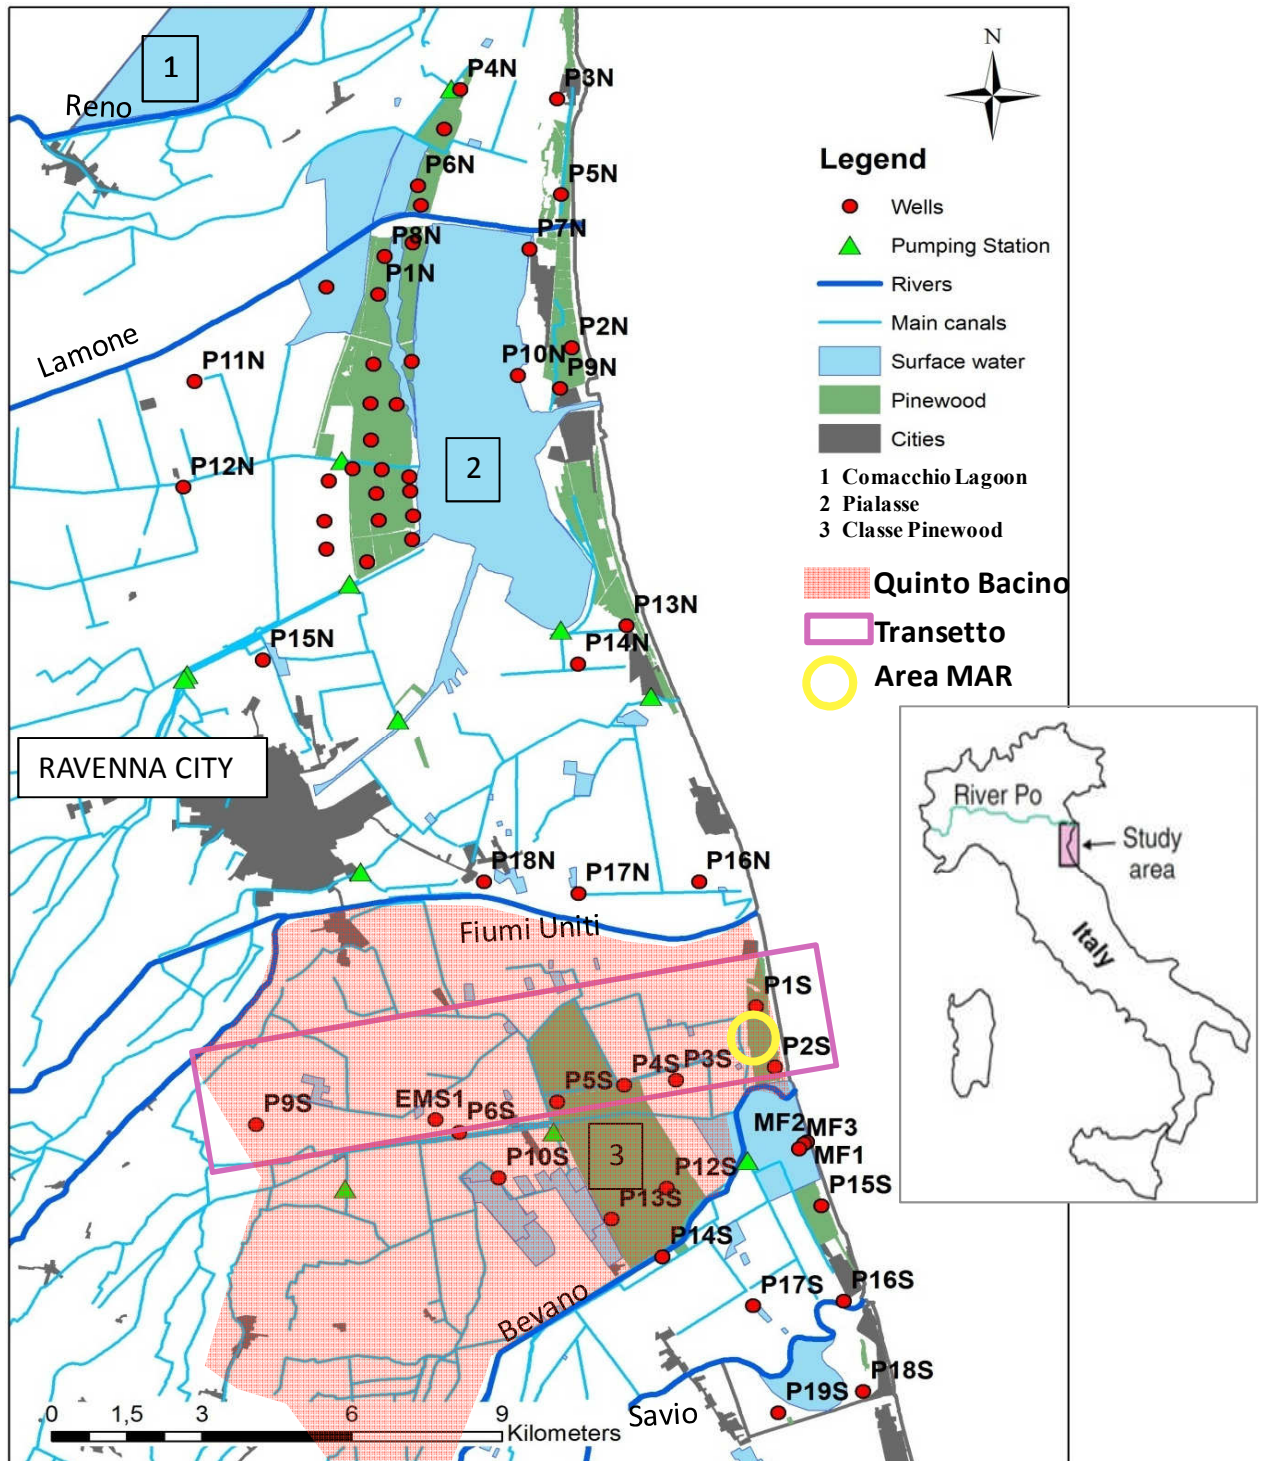 1
Reno
P4N
P3N
P6N
P5N
P7N
P8N
P1N
Lamone
P2N
P10N
P9N
P11N
P12N
2
P13N
P14N
P15N
RAVENNA CITY
P18N
P17N
P16N
Fiumi Uniti
P1S
P2S
P3S
P4S
P5S
EMS1
P6S
P9S
MF2
MF3
MF1
3
P10S
P12S
P13S
P15S
P14S
P17S
P16S
Bevano
P18S
P19S
Savio
0 1,5 3 6 9
Kilometers
N
Legend
Wells
Pumping Station
Rivers
Main canals
Surface water
Pinewood
Cities
1 Comacchio Lagoon
2 Pialasse
3 Classe Pinewood
Quinto Bacino
Transetto
Area MAR
River Po
Study
area
Italy